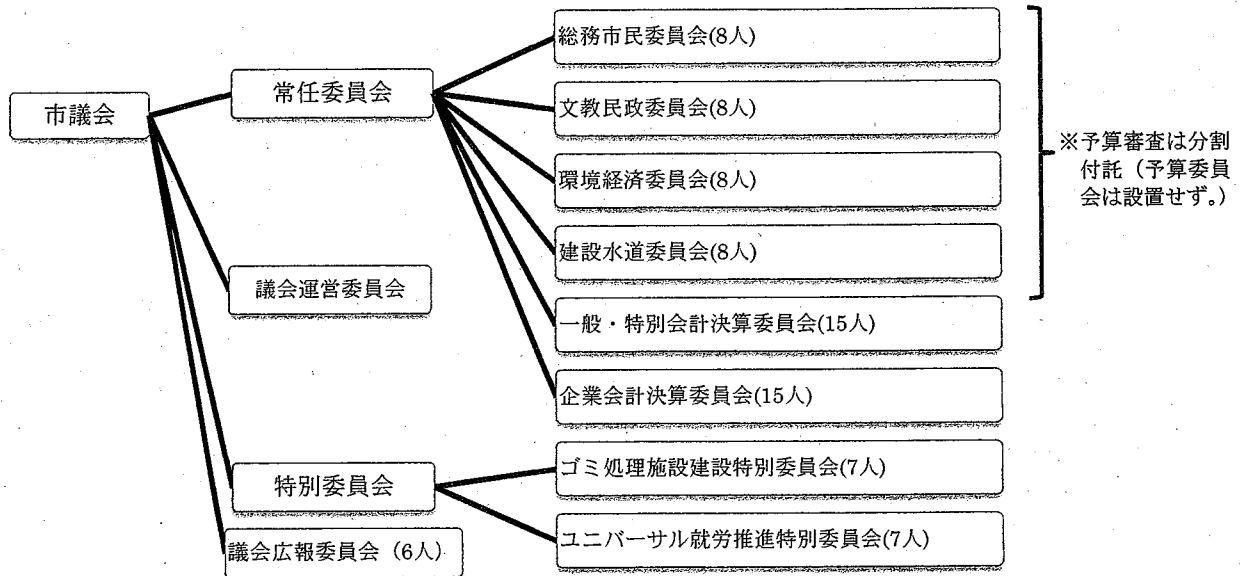 市議会
常任委員会
総務市民委員会(8人)
文教民政委員会(8人)
環境経済委員会(8人)
建設水道委員会(8人)
一般・特別会計決算委員会(15人)
企業会計決算委員会(15人)
※予算審査は分割
付託（予算委員
会は設置せず。）
議会運営委員会
特別委員会
ゴミ処理施設建設特別委員会(7人)
ユニバーサル就労推進特別委員会(7人)
議会広報委員会（6人）